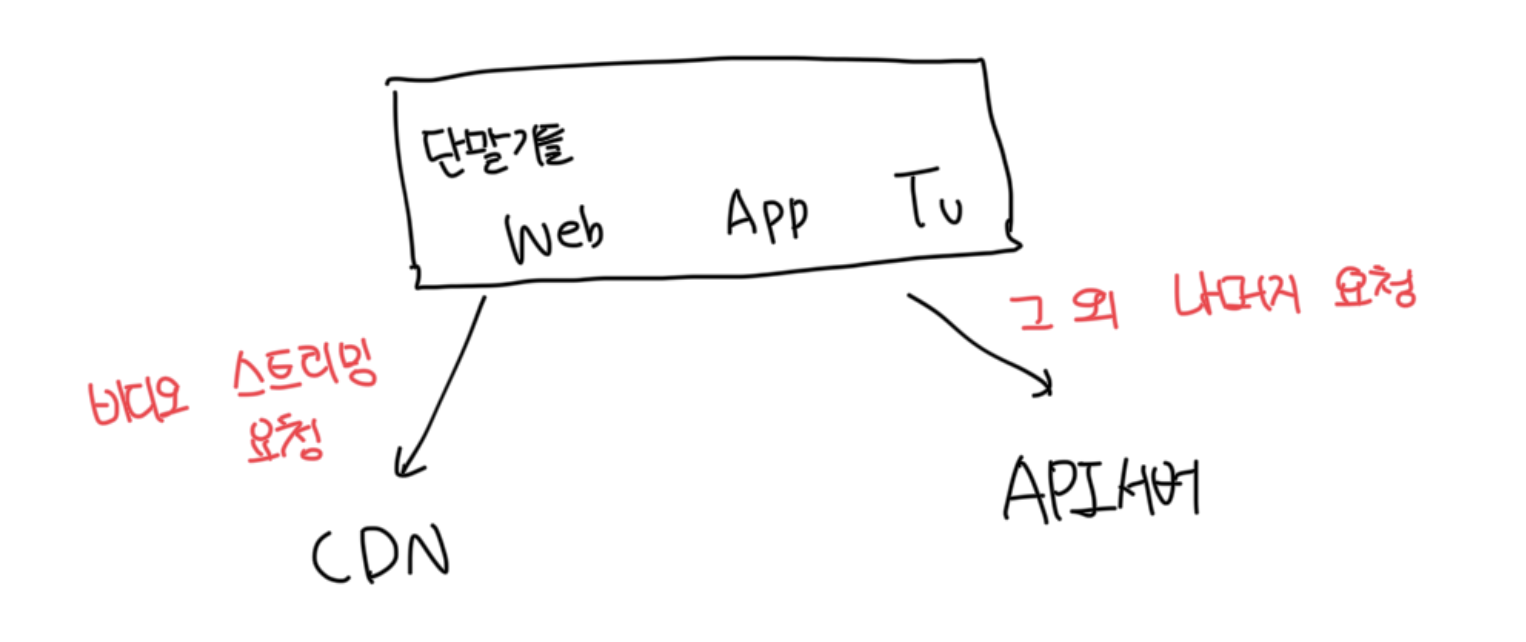 단말기들
Web App Tv
그 외 나머지 요청
비디오 스트리밍
요청
API서버
CDN